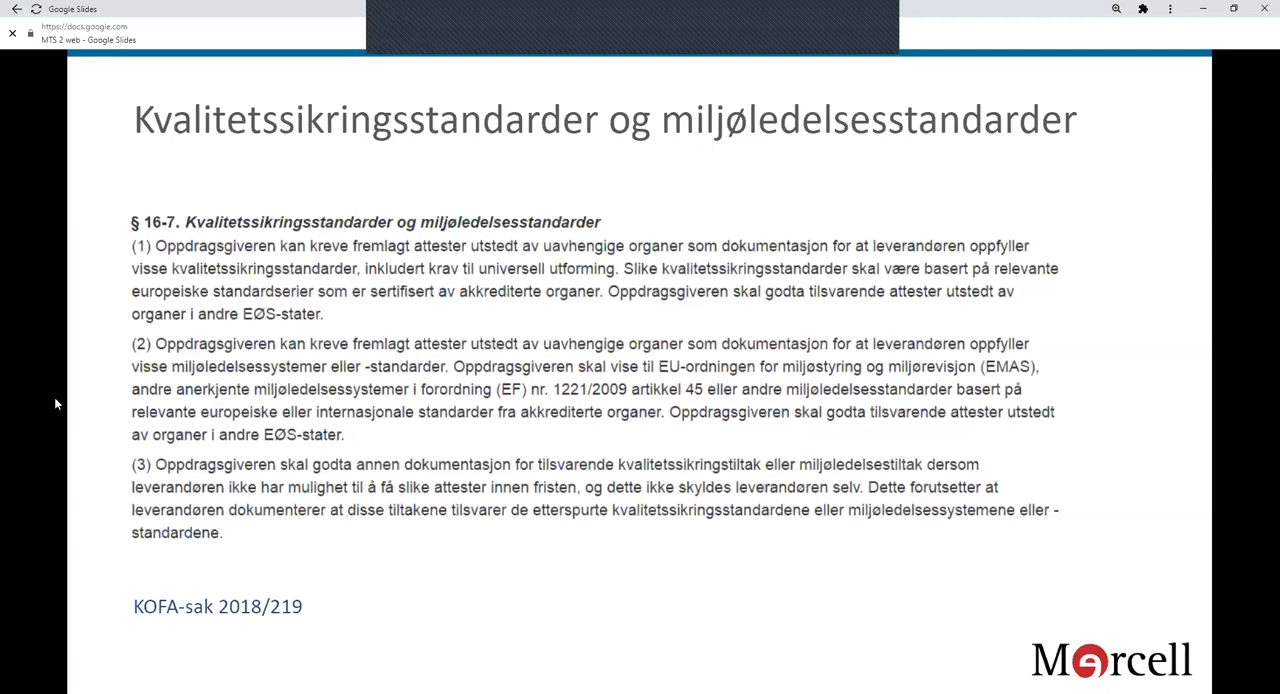 Google Slides
https://docs.google.com
MTS 2 web - Google Slides
Kvalitetssikringsstandarder og miljøledelsesstandarder
§ 16-7. Kvalitetssikringsstandarder og miljøledelsesstandarder
(1) Oppdragsgiveren kan kreve fremlagt attester utstedt av uavhengige organer som dokumentasjon for at leverandøren oppfyller
visse kvalitetssikringsstandarder, inkludert krav til universell utforming. Slike kvalitetssikringsstandarder skal være basert på relevante
europeiske standardserier som er sertifisert av akkrediterte organer. Oppdragsgiveren skal godta tilsvarende attester utstedt av
organer i andre EØS-stater.
(2) Oppdragsgiveren kan kreve fremlagt attester utstedt av uavhengige organer som dokumentasjon for at leverandøren oppfyller
visse miljøledelsessystemer eller -standarder. Oppdragsgiveren skal vise til EU-ordningen for miljøstyring og miljørevisjon (EMAS),
andre anerkjente miljøledelsessystemer i forordning (EF) nr. 1221/2009 artikkel 45 eller andre miljøledelsesstandarder basert på
relevante europeiske eller internasjonale standarder fra akkrediterte organer. Oppdragsgiveren skal godta tilsvarende attester utstedt
av organer i andre EØS-stater.
(3) Oppdragsgiveren skal godta annen dokumentasjon for tilsvarende kvalitetssikringstiltak eller miljøledelsestiltak dersom
leverandøren ikke har mulighet til å få slike attester innen fristen, og dette ikke skyldes leverandøren selv. Dette forutsetter at
leverandøren dokumenterer at disse tiltakene tilsvarer de etterspurte kvalitetssikringsstandardene eller miljøledelsessystemene eller -
standardene.
KOFA-sak 2018/219
Mercell